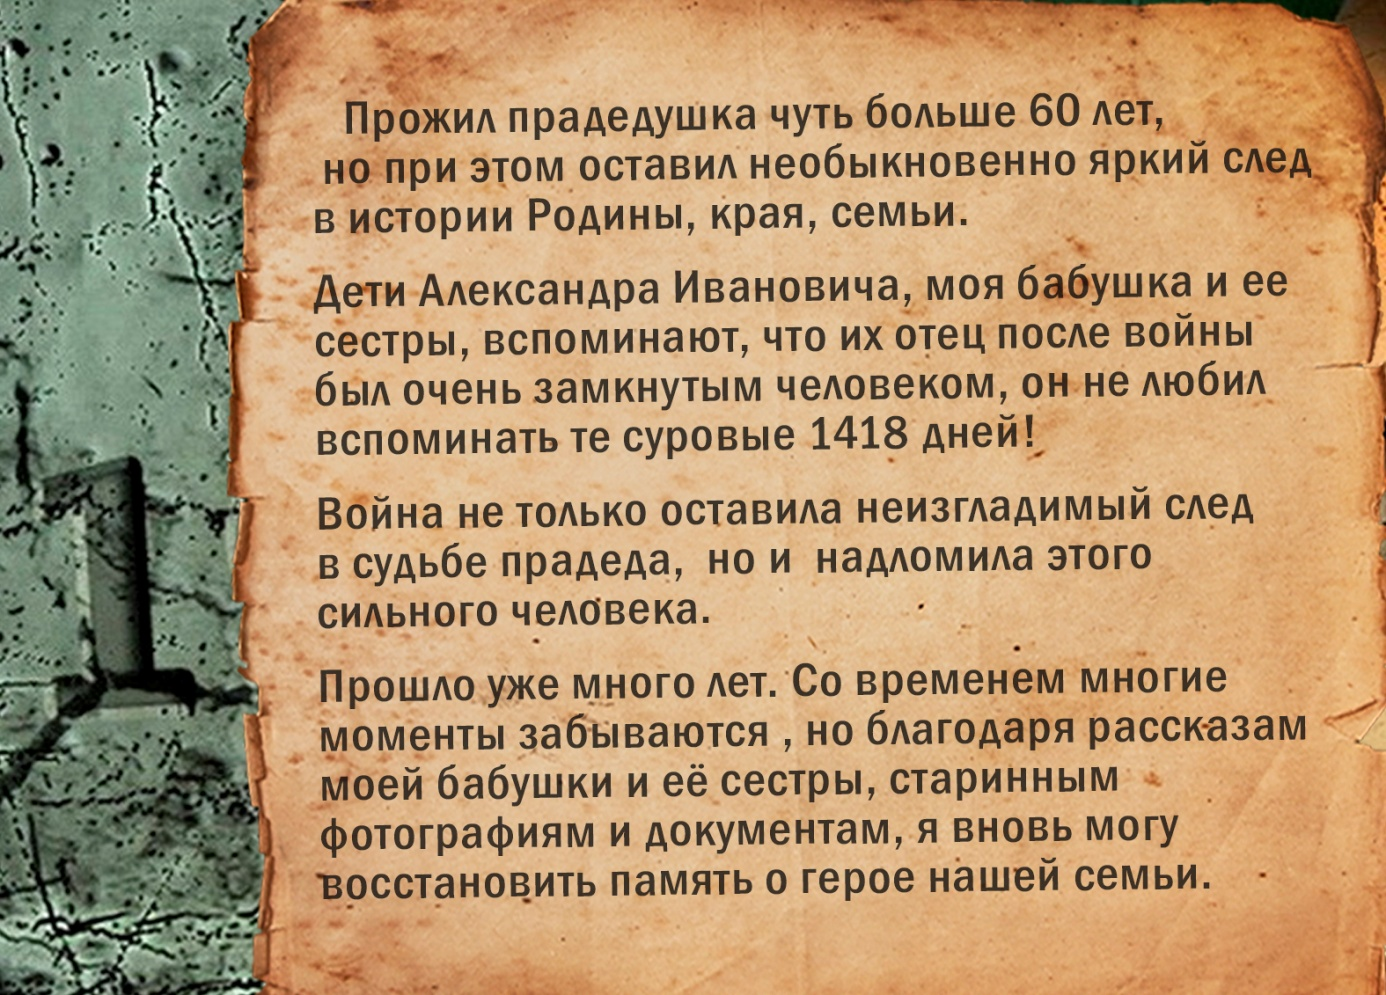 Прожил прадедушка чуть больше 60 лет,
но при этом оставил необыкновенно яркий след
в истории Родины, края, семьи.
Дети Александра Ивановича, моя бабушка и ее
сестры, вспоминают, что их отец после войны
был очень замкнутым человеком, он не любил
вспоминать те суровые 1418 дней!
Война не только оставила неизгладимый след
в судьбе прадеда, но и надломила этого
сильного человека.
Прошло уже много лет. Со временем многие
моменты забываются , но благодаря рассказам
моей бабушки и её сестры, старинным
фотографиям и документам, я вновь могу
восстановить память о герое нашей семьи.